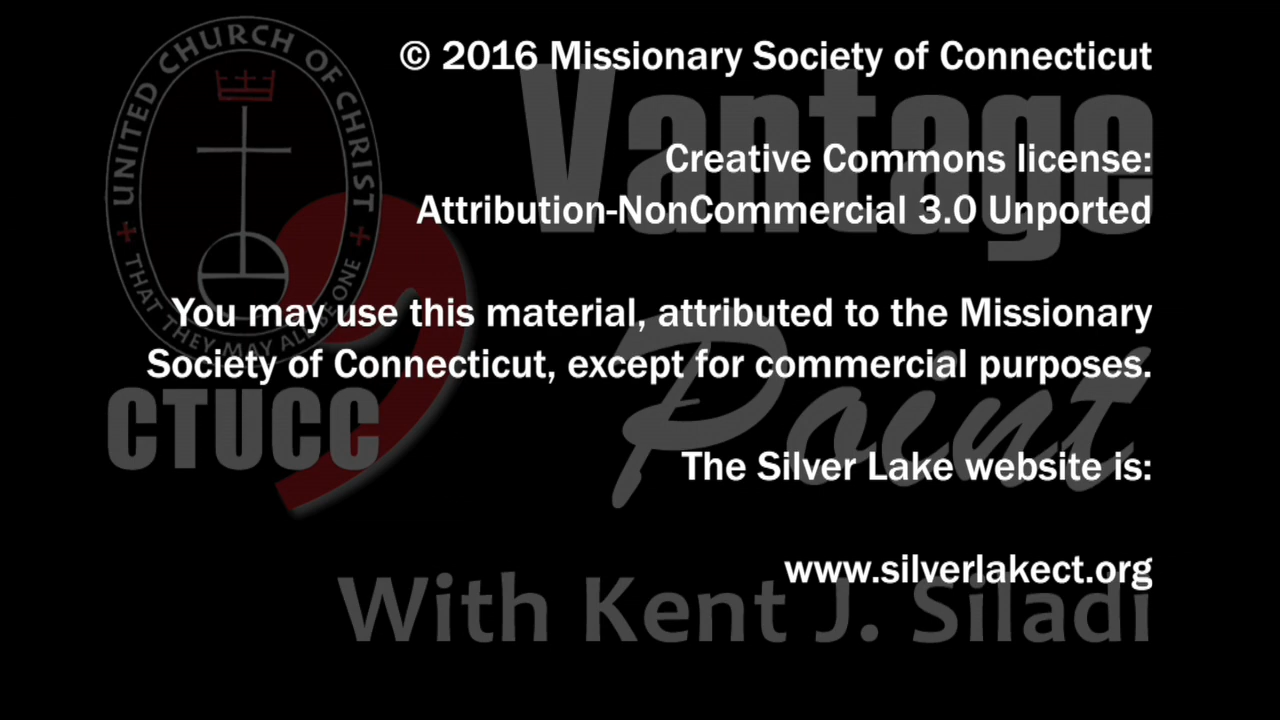 © 2016 Missionary Society of Connecticut
Vantage
Creative Commons license:
Attribution-NonCommercial 3.0 Unported
UNITED CHURCH OF CHRIST
THAT THEY MAY ALL BE ONE
You may use this material, attributed to the Missionary
Society of Connecticut, except for commercial purposes.
CTUCC
Point
The Silver Lake website is:
www.silverlakect.org
With Kent J. Siladi